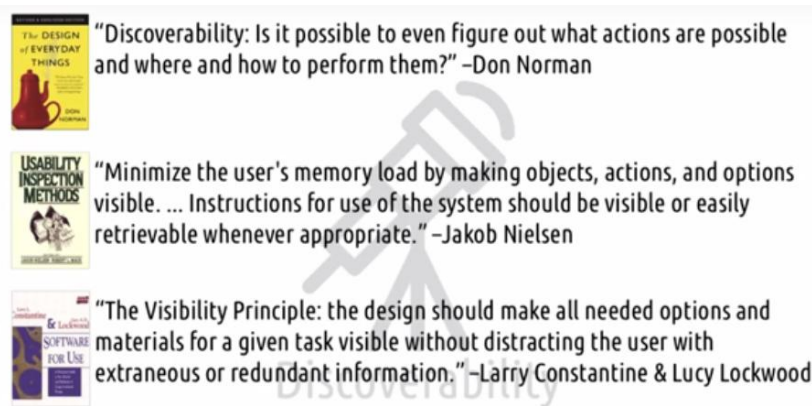 The DESIGN
of EVERYDAY
THINGS
DON
NORMAN
“Discoverability: Is it possible to even figure out what actions are possible
and where and how to perform them?” –Don Norman
USABILITY
INSPECTION
METHODS
“Minimize the user's memory load by making objects, actions, and options
visible. ... Instructions for use of the system should be visible or easily
retrievable whenever appropriate.” –Jakob Nielsen
Constantine
& Lockwood
SOFTWARE
FOR USE
“The Visibility Principle: the design should make all needed options and
materials for a given task visible without distracting the user with
extraneous or redundant information.” –Larry Constantine & Lucy Lockwood
Discoverability